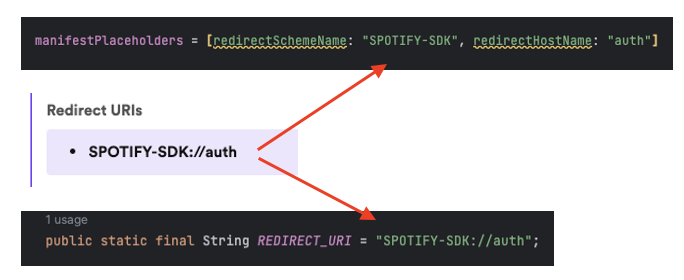 manifestPlaceholders = [redirectSchemeName: "SPOTIFY-SDK", redirectHostName: "auth"]
Redirect URIs
• SPOTIFY-SDK://auth
1 usage
public static final String REDIRECT_URI = "SPOTIFY-SDK://auth";